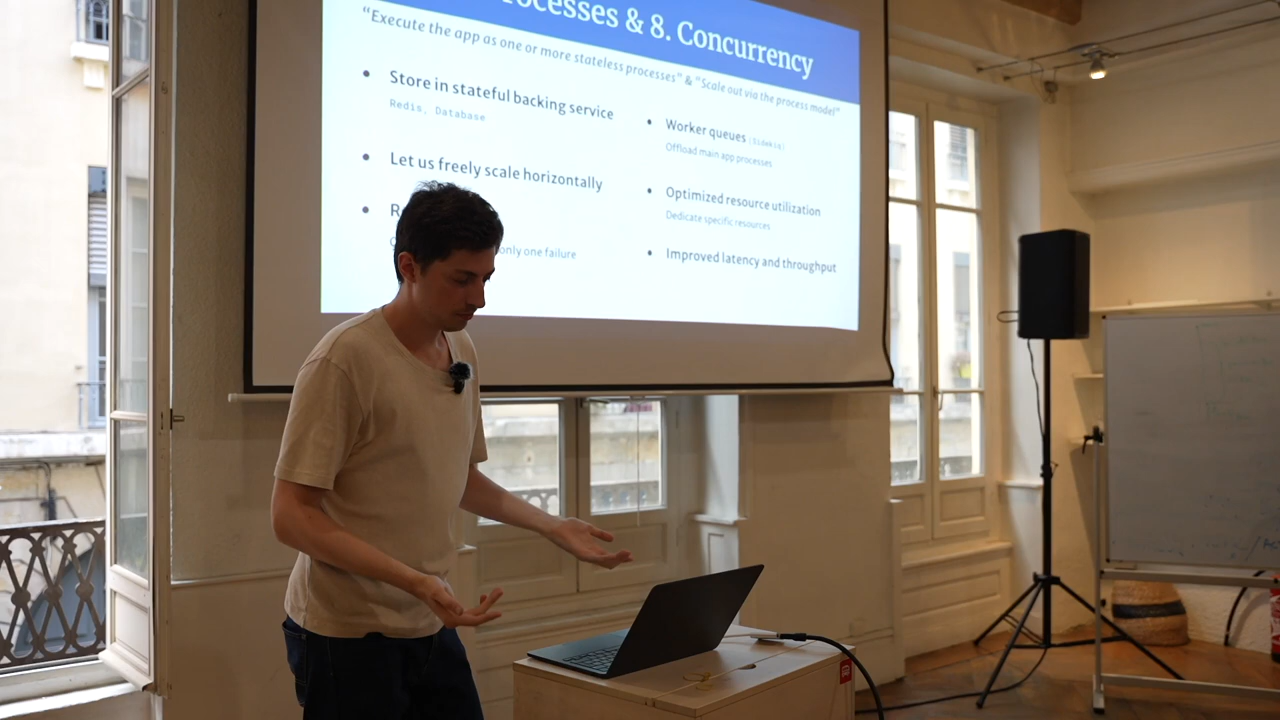 Processes & 8. Concurrency
“Execute the app as one or more stateless processes” & “Scale out via the process model”
Store in stateful backing service
Redis, Database
Let us freely scale horizontally
only one failure
Worker queues (Sidekiq)
Offload main app processes
Optimized resource utilization
Dedicate specific resources
Improved latency and throughput